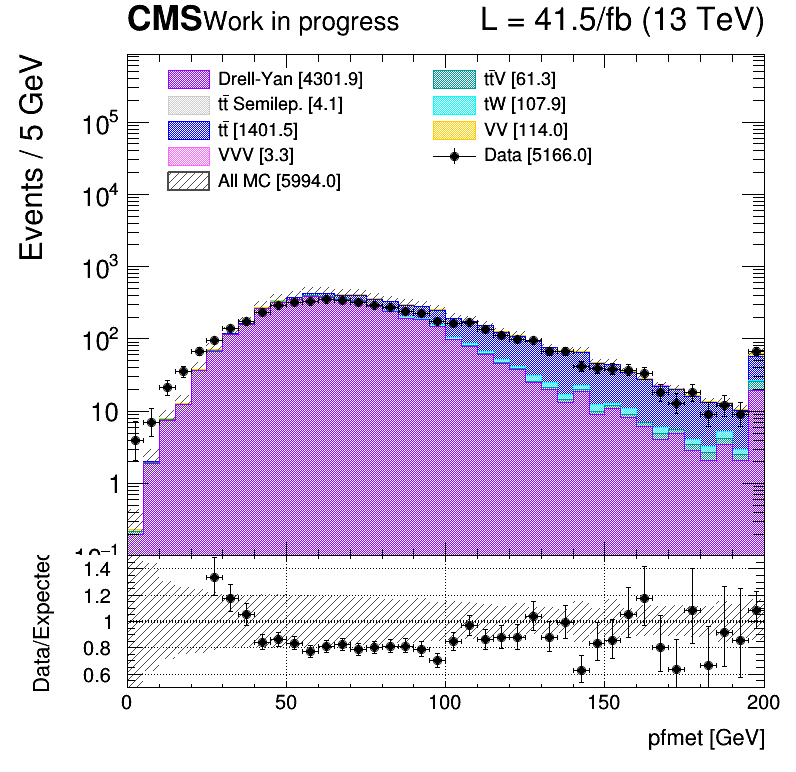 CMS Work in progress L = 41.5/fb (13 TeV)
Events / 5 GeV
Drell-Yan [4301.9]
tt̄V [61.3]
tt̄ Semilep. [4.1]
tW [107.9]
tt̄ [1401.5]
VV [114.0]
VVV [3.3]
Data [5166.0]
All MC [5994.0]
10⁵
10⁴
10³
10²
10
1
10⁻¹
Data/Expected
1.4
1.2
1
0.8
0.6
0 50 100 150 200
pfmet [GeV]